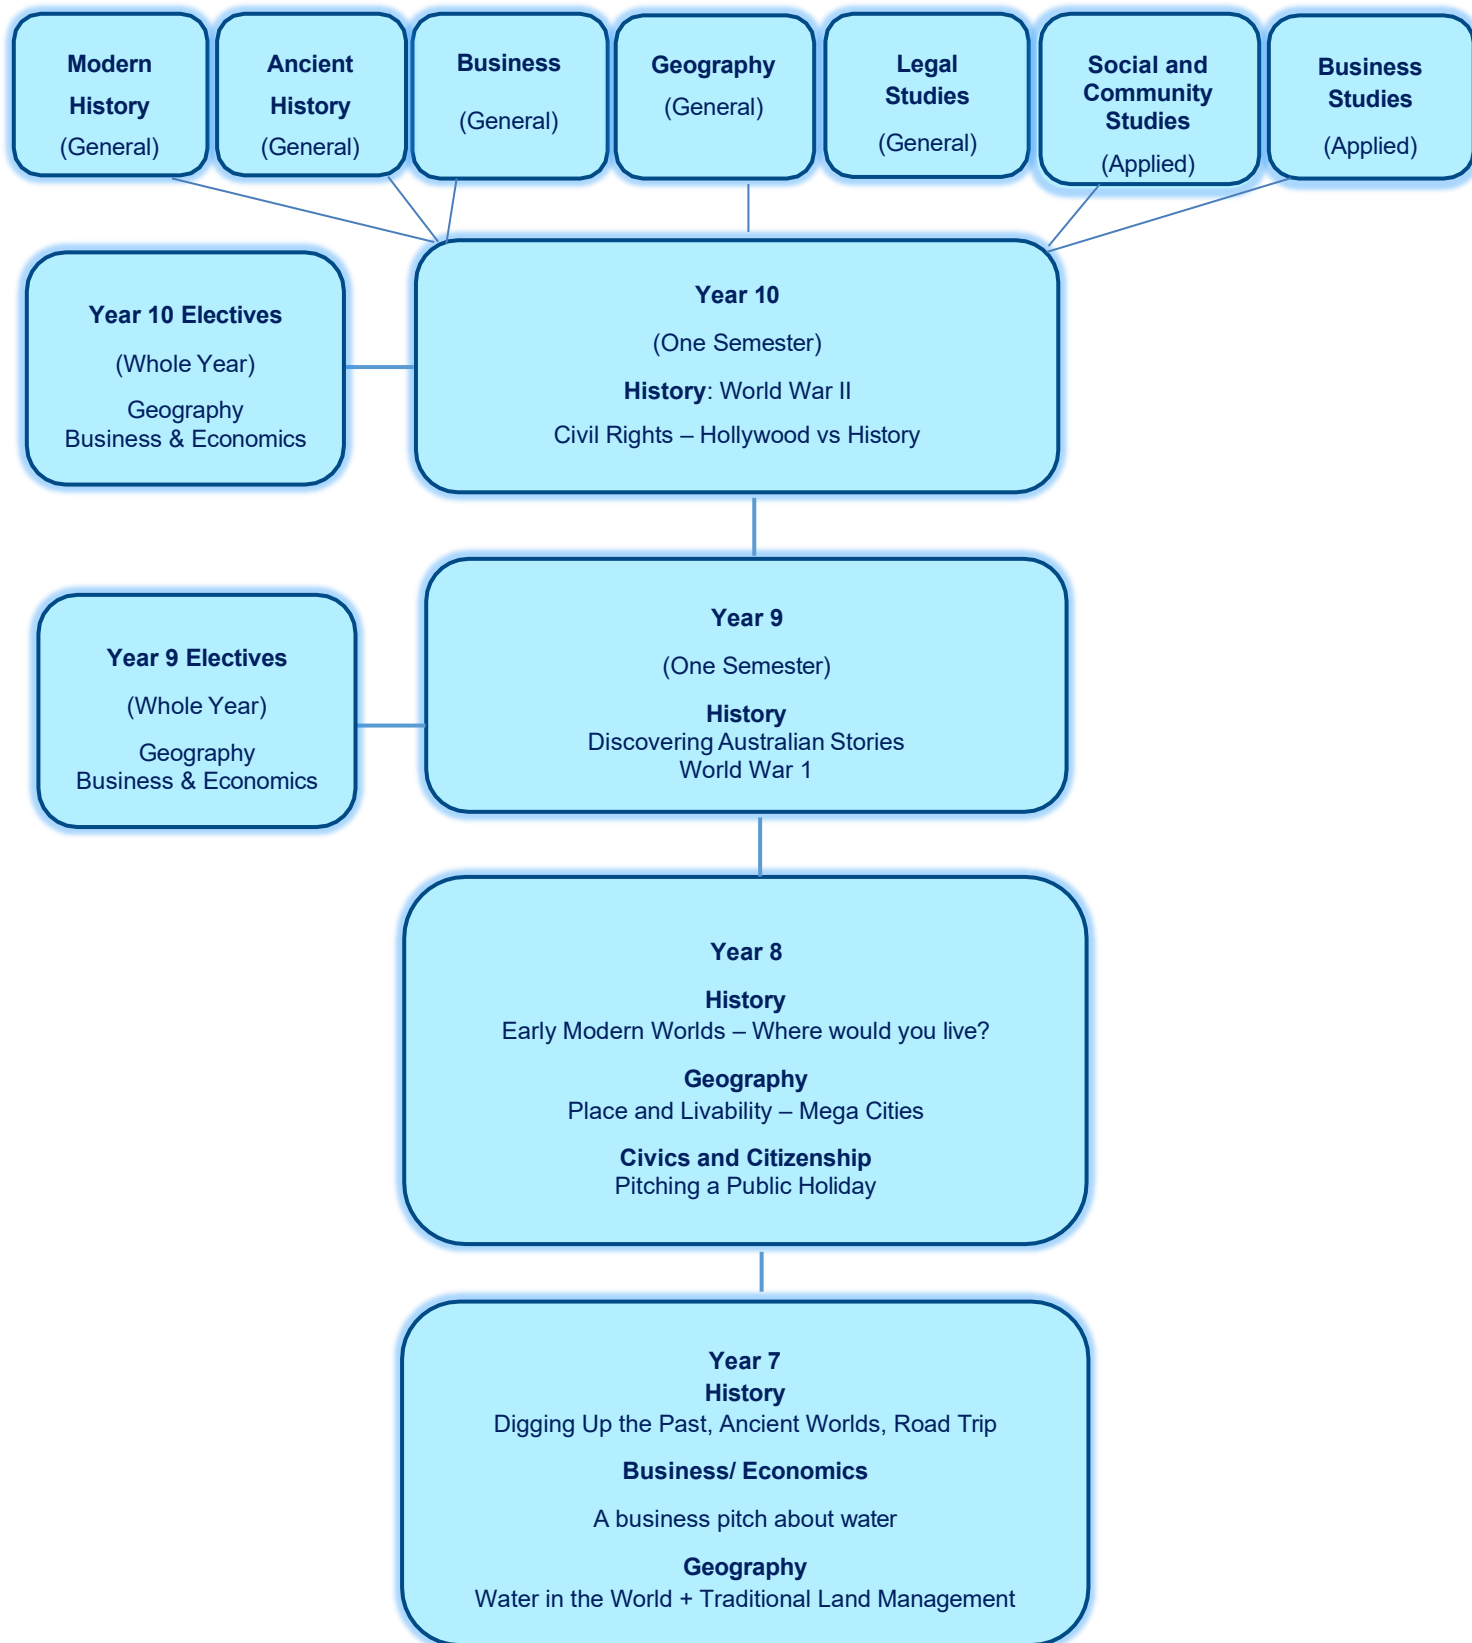 Modern
History
(General)
Ancient
History
(General)
Business
(General)
Geography
(General)
Legal
Studies
(General)
Social and
Community
Studies
(Applied)
Business
Studies
(Applied)
Year 10 Electives
(Whole Year)
Geography
Business & Economics
Year 10
(One Semester)
History: World War II
Civil Rights – Hollywood vs History
Year 9 Electives
(Whole Year)
Geography
Business & Economics
Year 9
(One Semester)
History
Discovering Australian Stories
World War 1
Year 8
History
Early Modern Worlds – Where would you live?
Geography
Place and Livability – Mega Cities
Civics and Citizenship
Pitching a Public Holiday
Year 7
History
Digging Up the Past, Ancient Worlds, Road Trip
Business/ Economics
A business pitch about water
Geography
Water in the World + Traditional Land Management